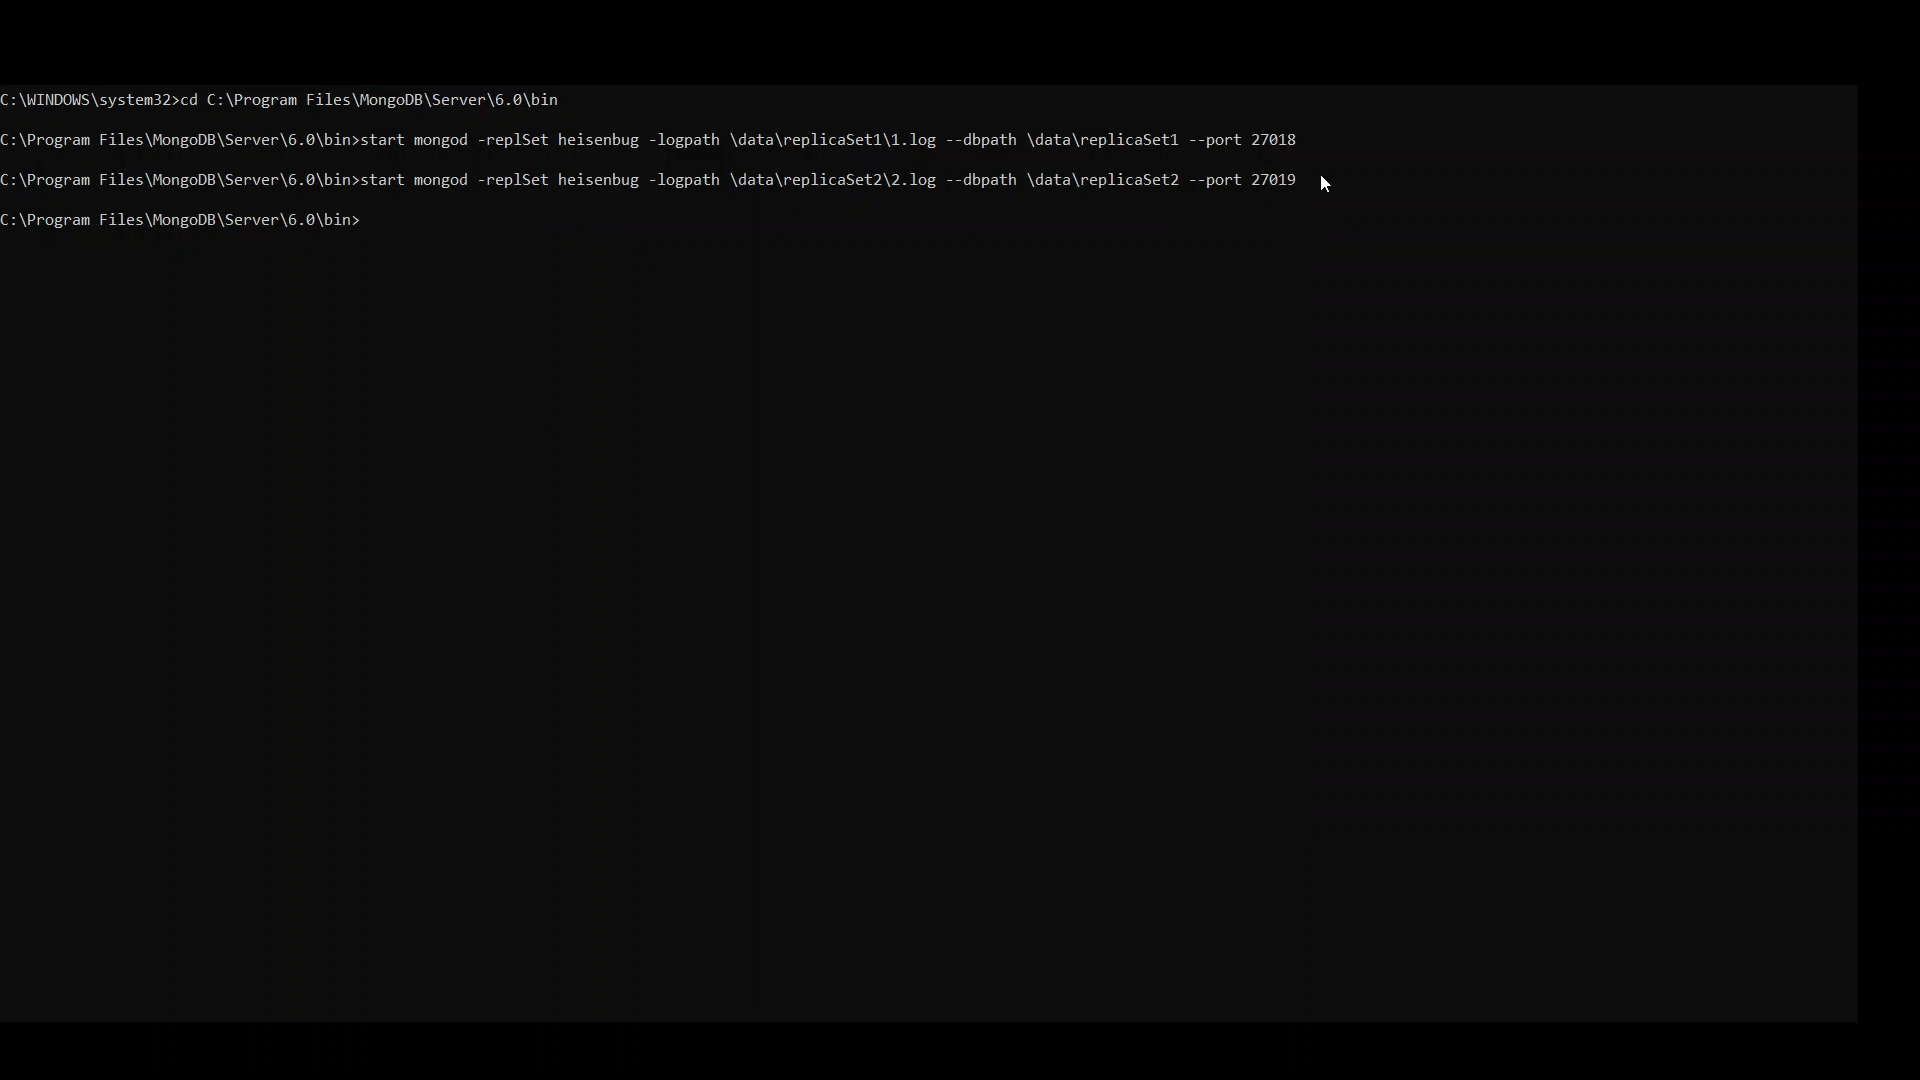 C:\WINDOWS\system32>cd C:\Program Files\MongoDB\Server\6.0\bin
C:\Program Files\MongoDB\Server\6.0\bin>start mongod -replSet heisenbug -logpath \data\replicaSet1\1.log --dbpath \data\replicaSet1 --port 27018
C:\Program Files\MongoDB\Server\6.0\bin>start mongod -replSet heisenbug -logpath \data\replicaSet2\2.log --dbpath \data\replicaSet2 --port 27019
C:\Program Files\MongoDB\Server\6.0\bin>